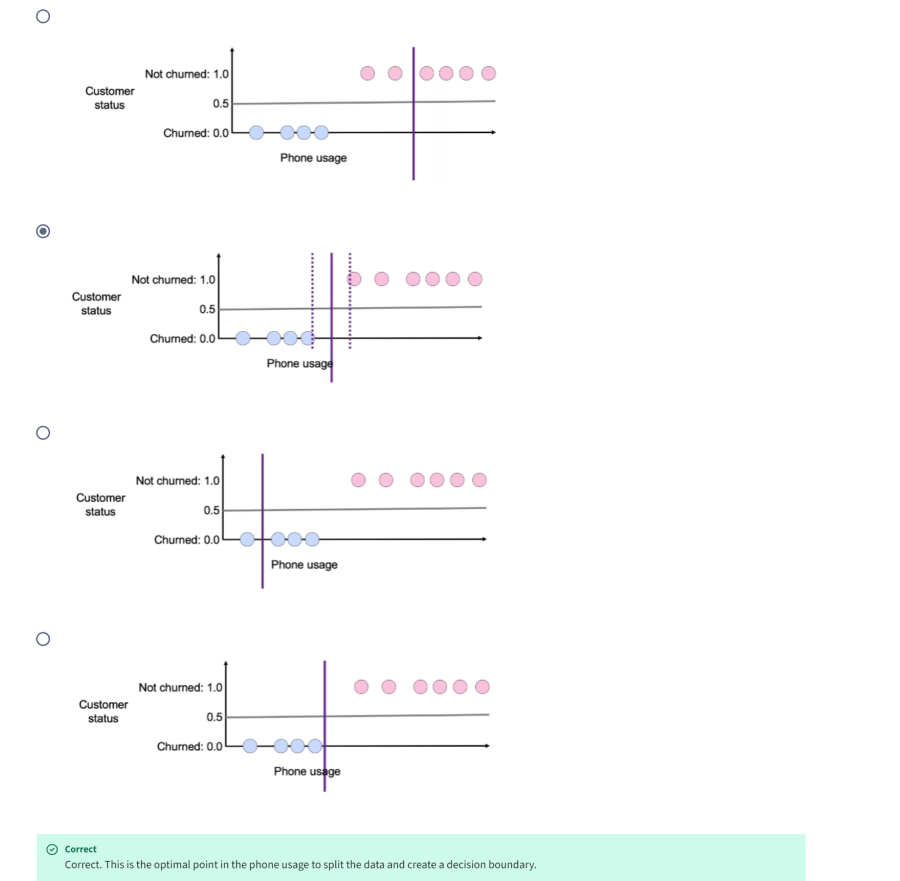 Not churned: 1.0
Customer
status
0.5
Churned: 0.0
Phone usage
Not churned: 1.0
Customer
status
0.5
Churned: 0.0
Phone usage
Not churned: 1.0
Customer
status
0.5
Churned: 0.0
Phone usage
Not churned: 1.0
Customer
status
0.5
Churned: 0.0
Phone usage
Correct
Correct. This is the optimal point in the phone usage to split the data and create a decision boundary.